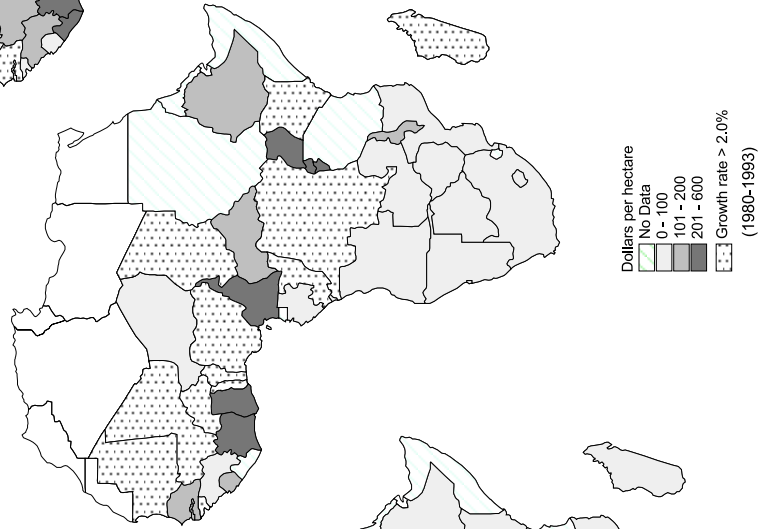 Dollars per hectare
No Data
0 - 100
101 - 200
201 - 600
Growth rate > 2.0%
(1980-1993)